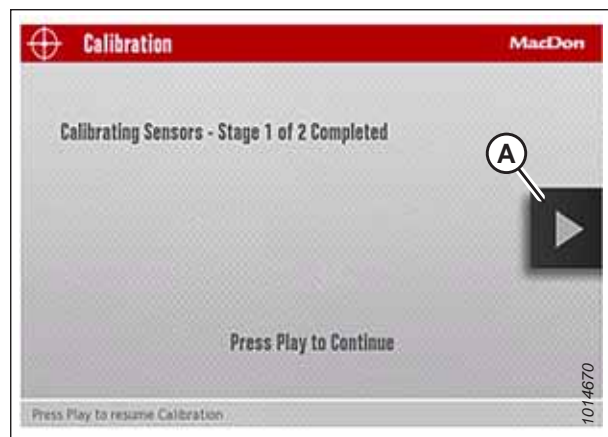 Calibration
MacDon
Calibrating Sensors - Stage 1 of 2 Completed
A
Press Play to Continue
Press Play to resume Calibration
1014670